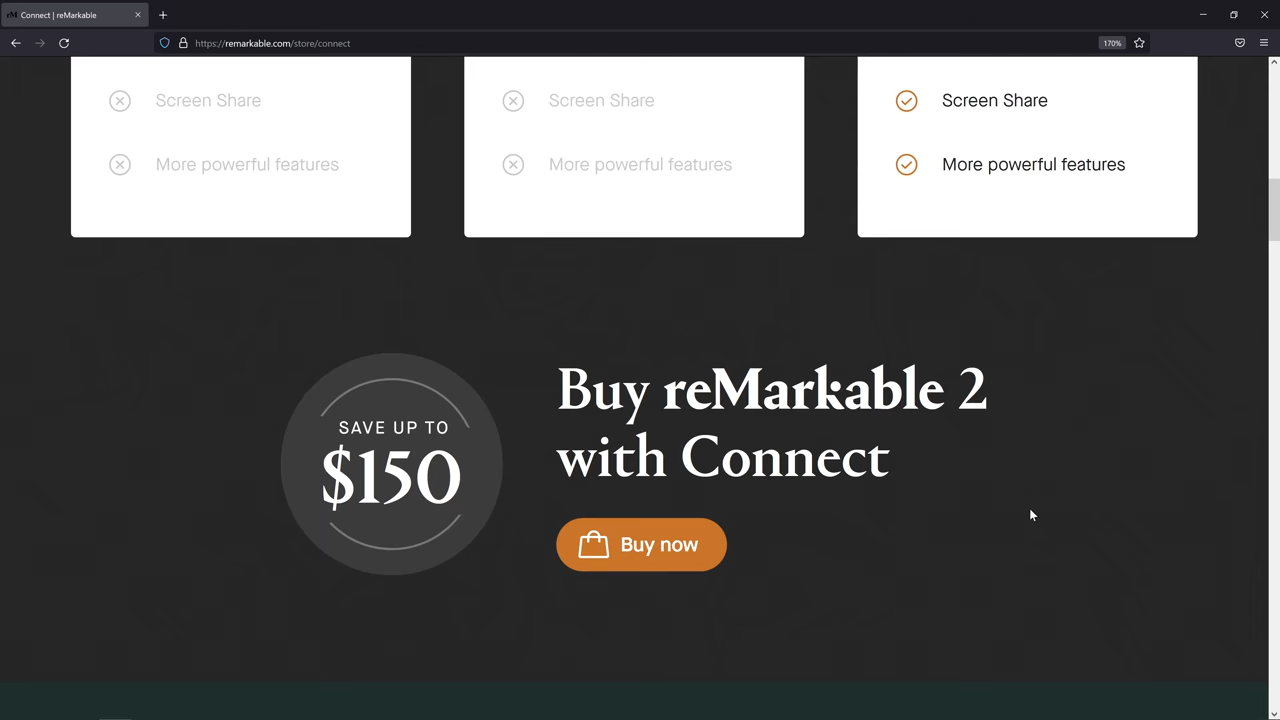 Connect | reMarkable
https://remarkable.com/store/connect
170%
Screen Share
Screen Share
Screen Share
More powerful features
More powerful features
More powerful features
SAVE UP TO
$150
Buy reMarkable 2
with Connect
Buy now